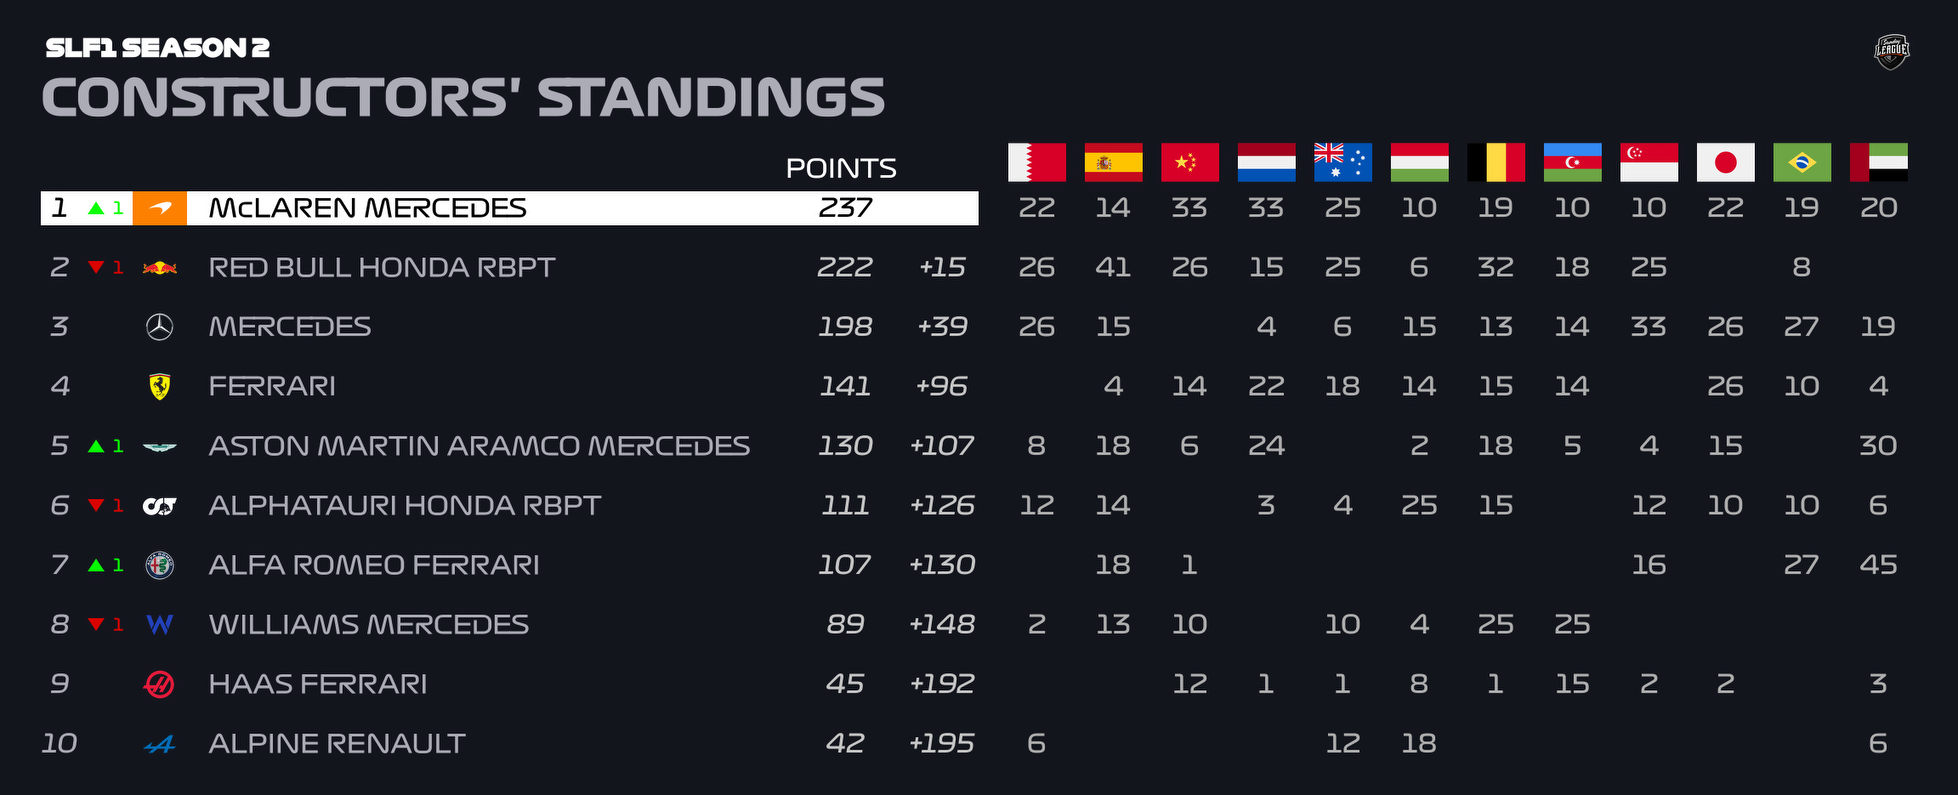 SLF1 SEASON 2
CONSTRUCTORS' STANDINGS
LEAGUE
POINTS
1 1 McLAREN MERCEDES 237 22 14 33 33 25 10 19 10 10 22 19 20
2 1 RED BULL HONDA RBPT 222 +15 26 41 26 15 25 6 32 18 25 8
3 MERCEDES 198 +39 26 15 4 6 15 13 14 33 26 27 19
4 FERRARI 141 +96 4 14 22 18 14 15 14 26 10 4
5 1 ASTON MARTIN ARAMCO MERCEDES 130 +107 8 18 6 24 2 18 5 4 15 30
6 1 ALPHATAURI HONDA RBPT 111 +126 12 14 3 4 25 15 12 10 10 6
7 1 ALFA ROMEO FERRARI 107 +130 18 1 16 27 45
8 1 WILLIAMS MERCEDES 89 +148 2 13 10 10 4 25 25
9 HAAS FERRARI 45 +192 12 1 1 8 1 15 2 2 3
10 ALPINE RENAULT 42 +195 6 12 18 6